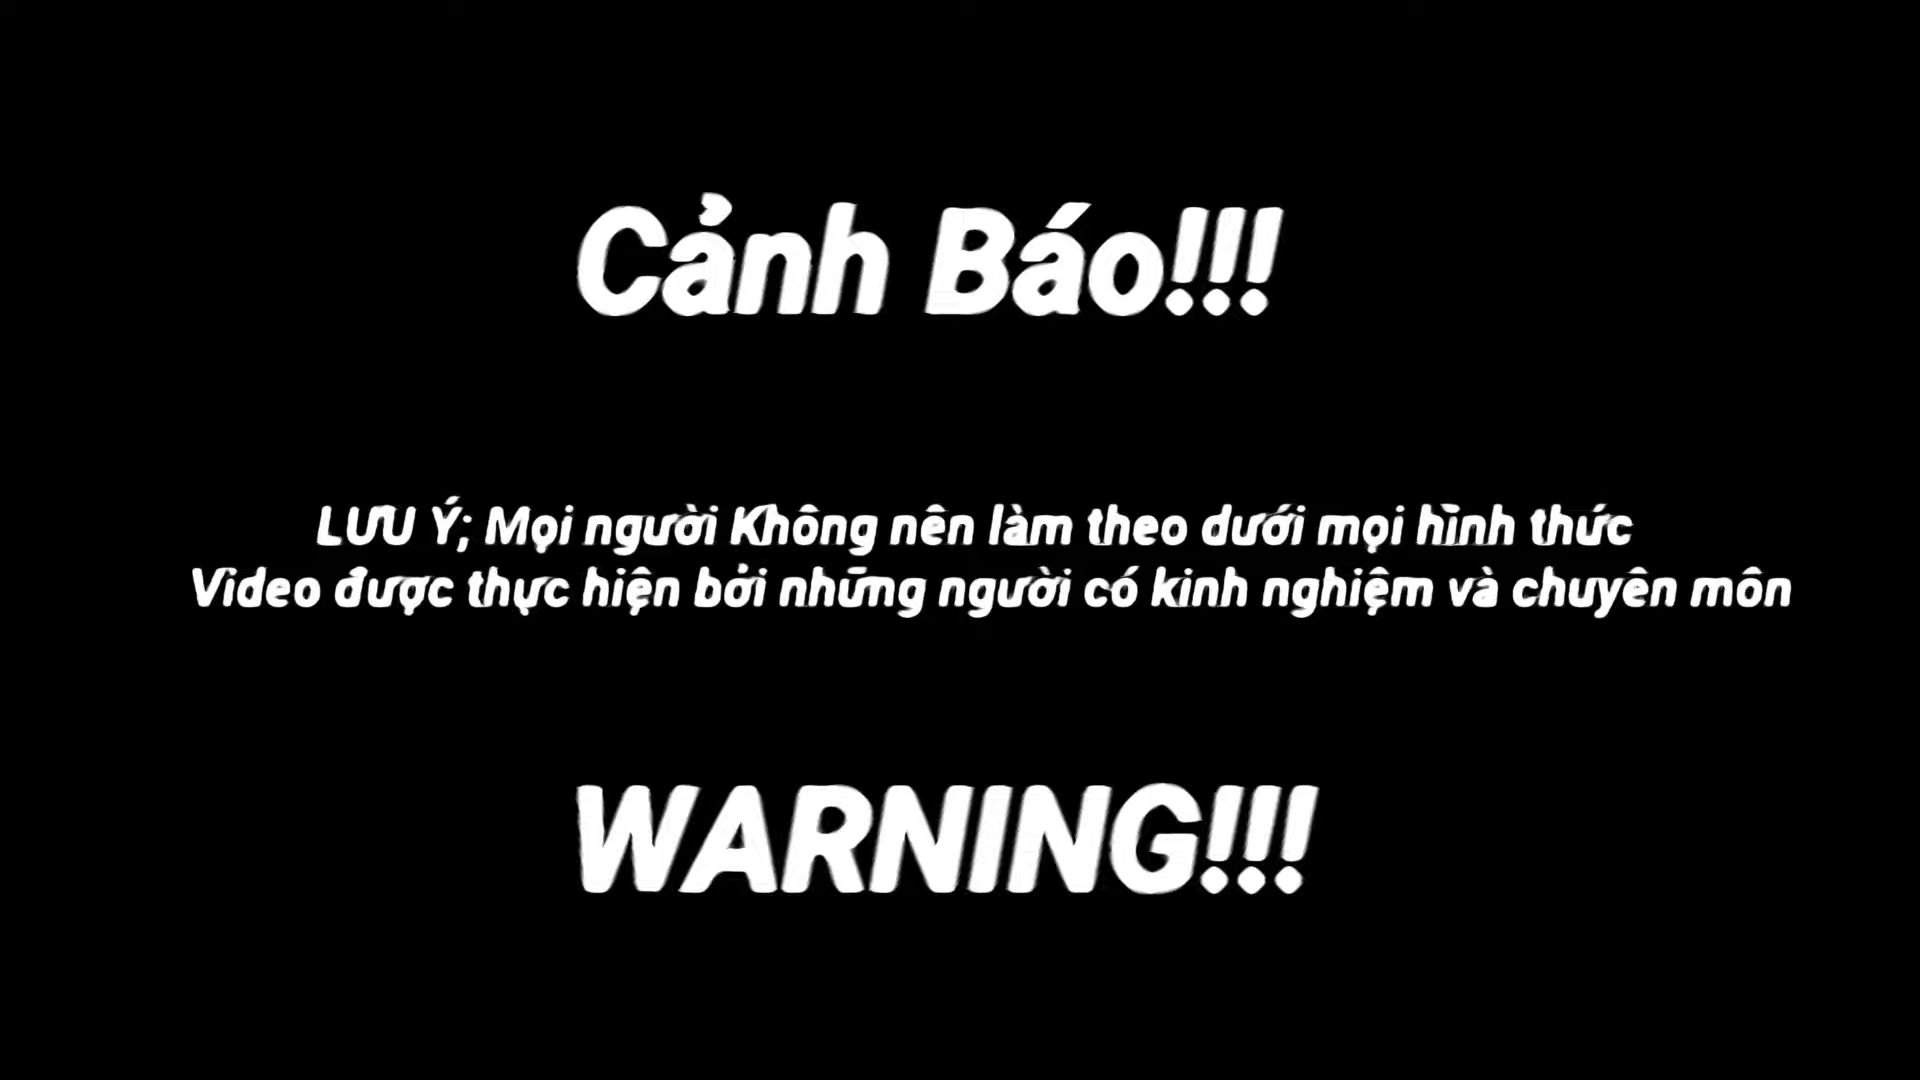 Cảnh Báo!!!
LƯU Ý; Mọi người Không nên làm theo dưới mọi hình thức
Video được thực hiện bởi những người có kinh nghiệm và chuyên môn
WARNING!!!